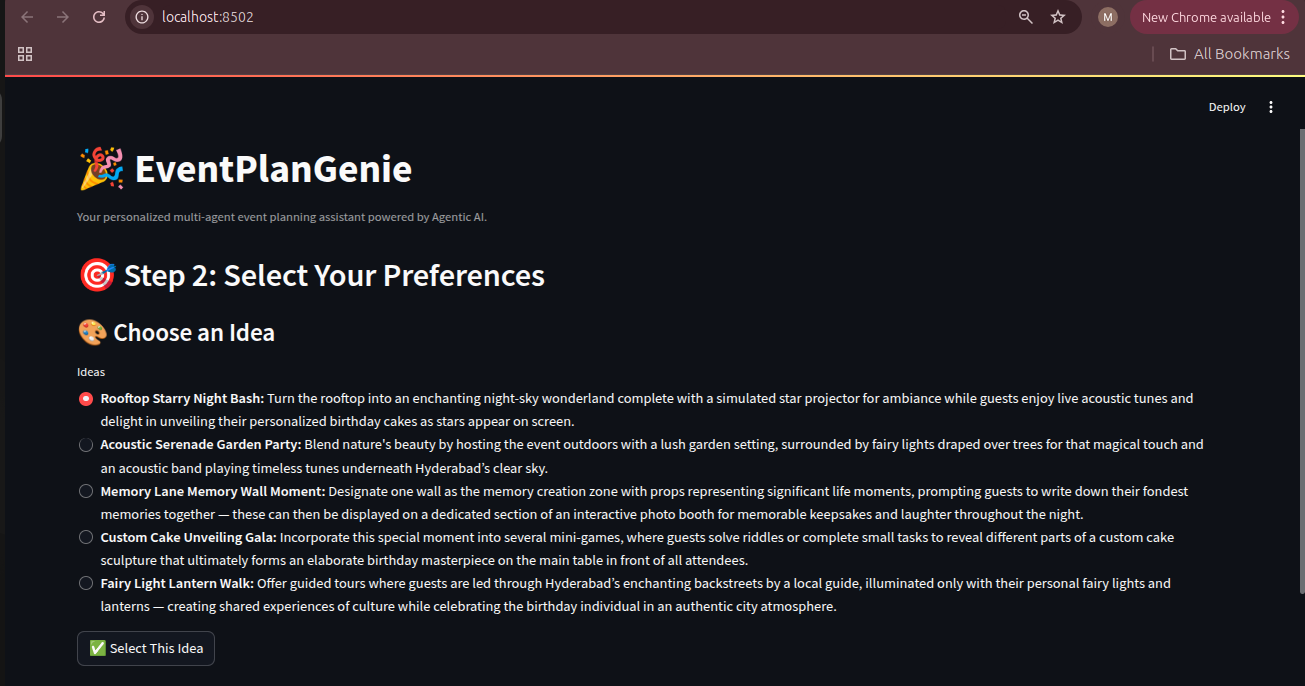 localhost:8502
M
New Chrome available
All Bookmarks
Deploy
EventPlanGenie
Your personalized multi-agent event planning assistant powered by Agentic AI.
Step 2: Select Your Preferences
Choose an Idea
Ideas
Rooftop Starry Night Bash: Turn the rooftop into an enchanting night-sky wonderland complete with a simulated star projector for ambiance while guests enjoy live acoustic tunes and
delight in unveiling their personalized birthday cakes as stars appear on screen.
Acoustic Serenade Garden Party: Blend nature's beauty by hosting the event outdoors with a lush garden setting, surrounded by fairy lights draped over trees for that magical touch and
an acoustic band playing timeless tunes underneath Hyderabad’s clear sky.
Memory Lane Memory Wall Moment: Designate one wall as the memory creation zone with props representing significant life moments, prompting guests to write down their fondest
memories together — these can then be displayed on a dedicated section of an interactive photo booth for memorable keepsakes and laughter throughout the night.
Custom Cake Unveiling Gala: Incorporate this special moment into several mini-games, where guests solve riddles or complete small tasks to reveal different parts of a custom cake
sculpture that ultimately forms an elaborate birthday masterpiece on the main table in front of all attendees.
Fairy Light Lantern Walk: Offer guided tours where guests are led through Hyderabad’s enchanting backstreets by a local guide, illuminated only with their personal fairy lights and
lanterns — creating shared experiences of culture while celebrating the birthday individual in an authentic city atmosphere.
Select This Idea